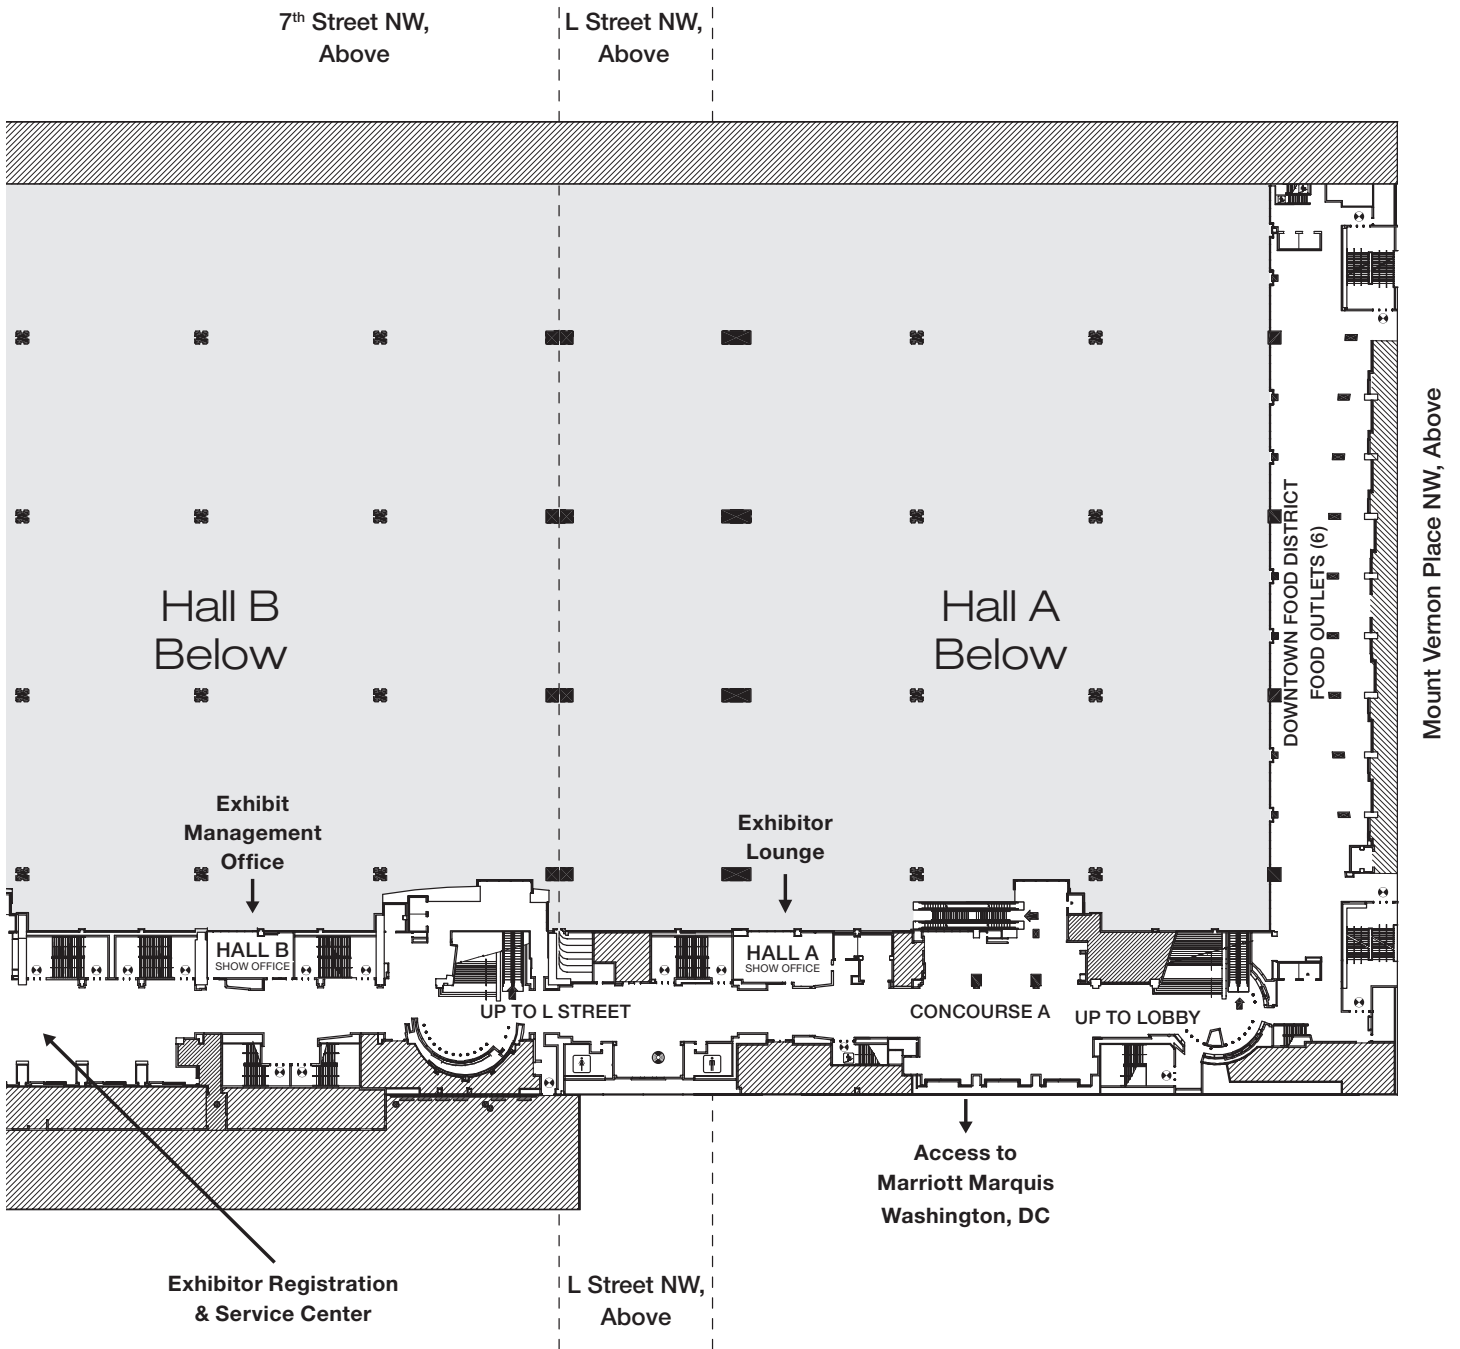 7th Street NW,
Above
L Street NW,
Above
Hall B
Below
Hall A
Below
DOWNTOWN FOOD DISTRICT
FOOD OUTLETS (6)
Mount Vernon Place NW, Above
Exhibit
Management
Office
Exhibitor
Lounge
HALL B
SHOW OFFICE
HALL A
SHOW OFFICE
UP TO L STREET
CONCOURSE A
UP TO LOBBY
Access to
Marriott Marquis
Washington, DC
Exhibitor Registration
& Service Center
L Street NW,
Above